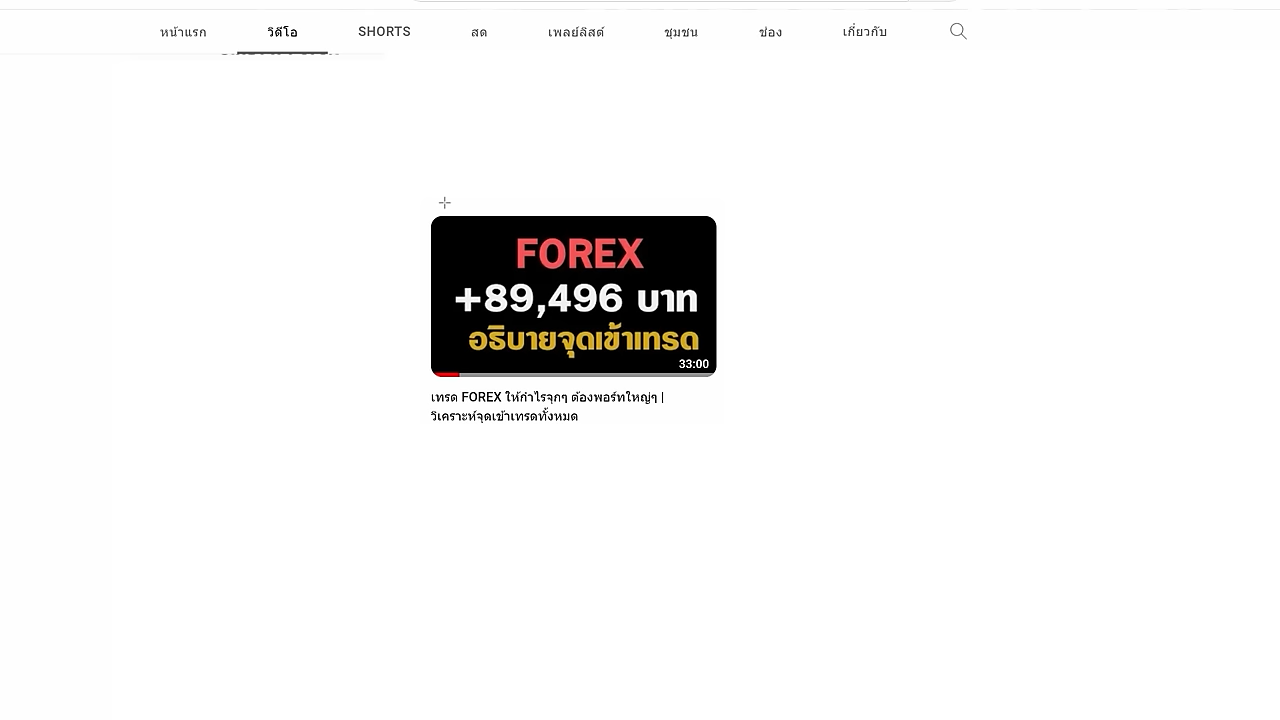 หน้าแรก วิดีโอ SHORTS สด เพลย์ลิสต์ ชุมชน ช่อง เกี่ยวกับ
FOREX
+89,496 บาท
อธิบายจุดเข้าเทรด
33:00
เทรด FOREX ให้กำไรจุกๆ ต้องพอร์ทใหญ่ๆ |
วิเคราะห์จุดเข้าเทรดทั้งหมด